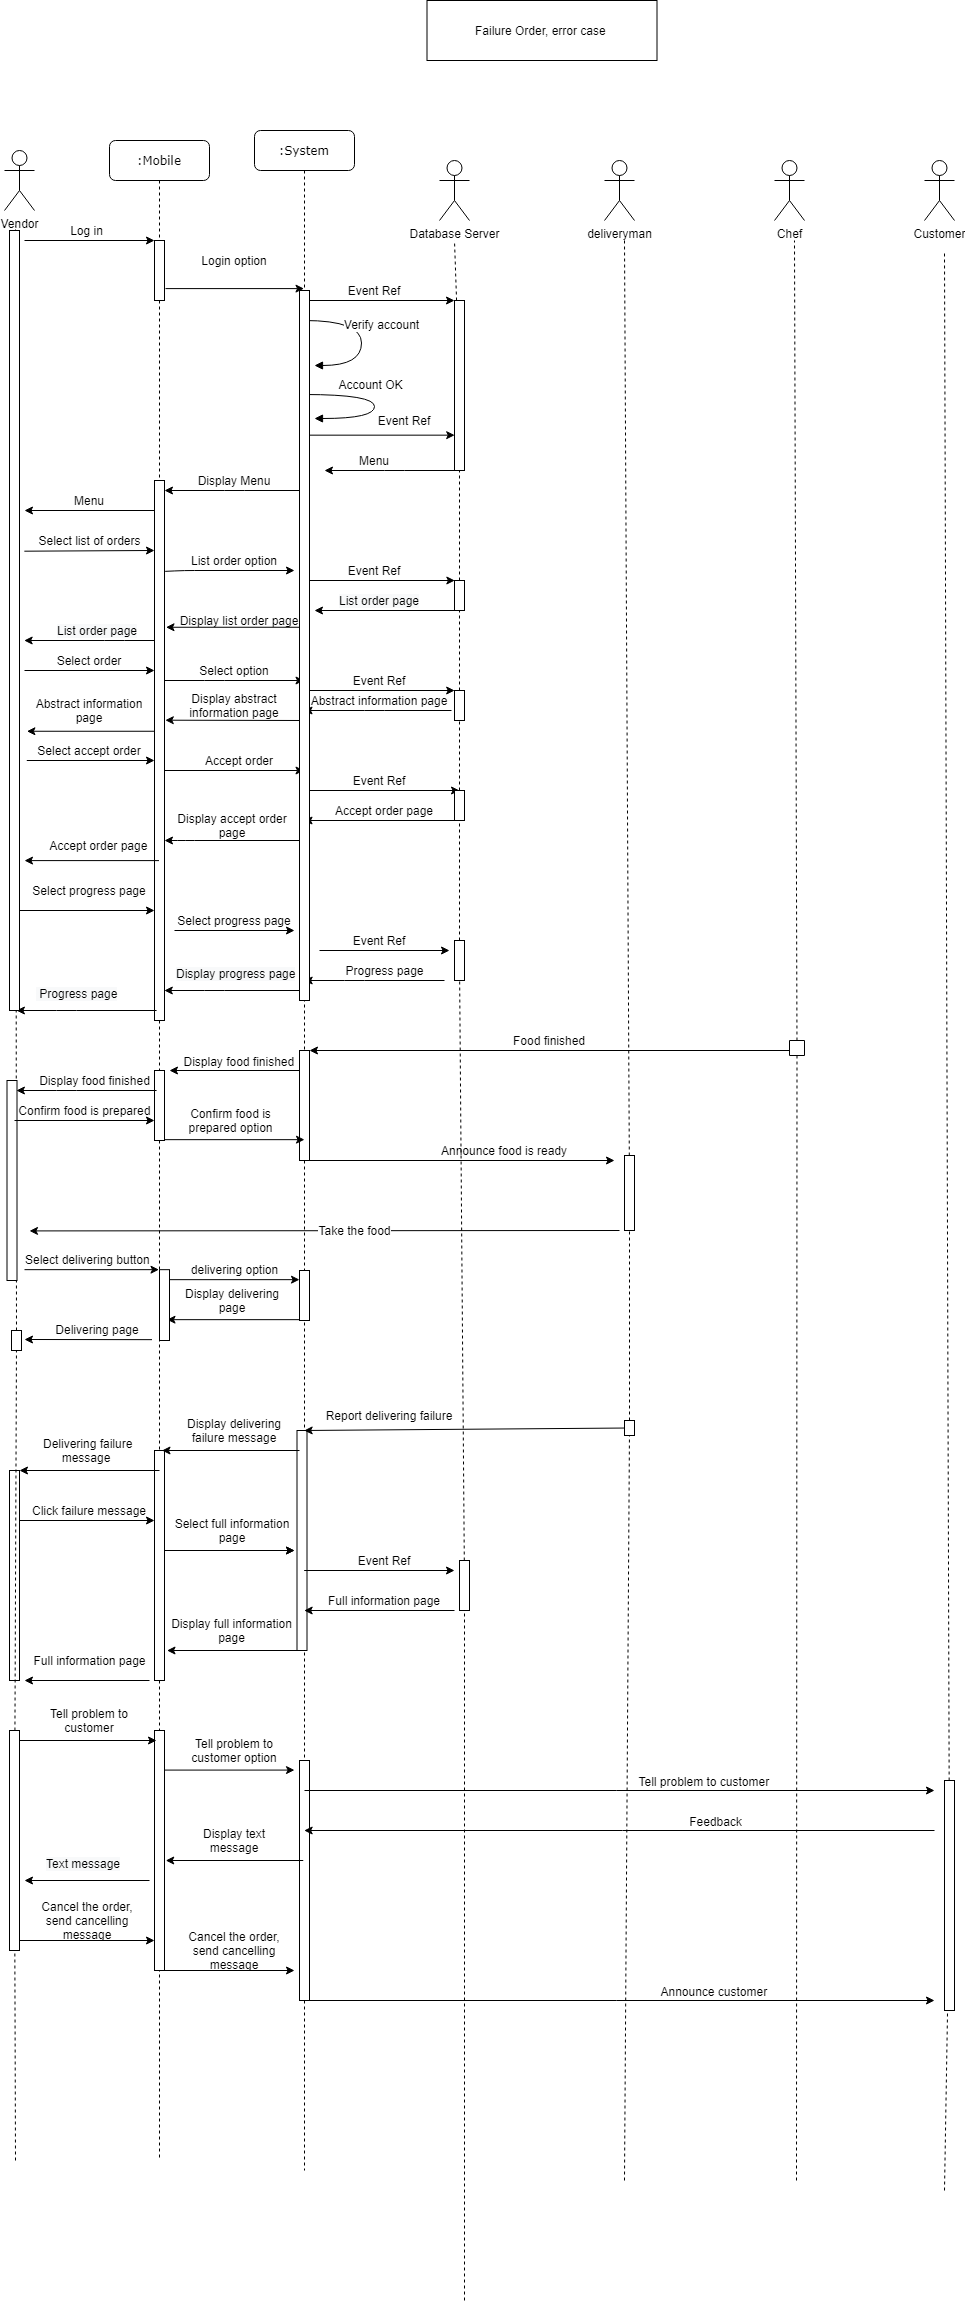 Failure Order, error case
:Mobile
:System
Vendor
Database Server
deliveryman
Chef
Customer
Log in
Login option
Event Ref
Verify account
Account OK
Event Ref
Menu
Display Menu
Menu
Select list of orders
List order option
Event Ref
List order page
Display list order page
List order page
Select order
Select option
Event Ref
Abstract information page
Display abstract
information page
Abstract information
page
Select accept order
Accept order
Event Ref
Accept order page
Display accept order
page
Accept order page
Select progress page
Select progress page
Event Ref
Progress page
Display progress page
Progress page
Food finished
Display food finished
Display food finished
Confirm food is prepared
Confirm food is
prepared option
Announce food is ready
Take the food
Select delivering button
delivering option
Display delivering
page
Delivering page
Report delivering failure
Display delivering
failure message
Delivering failure
message
Click failure message
Select full information
page
Event Ref
Full information page
Display full information
page
Full information page
Tell problem to
customer
Tell problem to
customer option
Tell problem to customer
Feedback
Display text
message
Text message
Cancel the order,
send cancelling
message
Cancel the order,
send cancelling
message
Announce customer